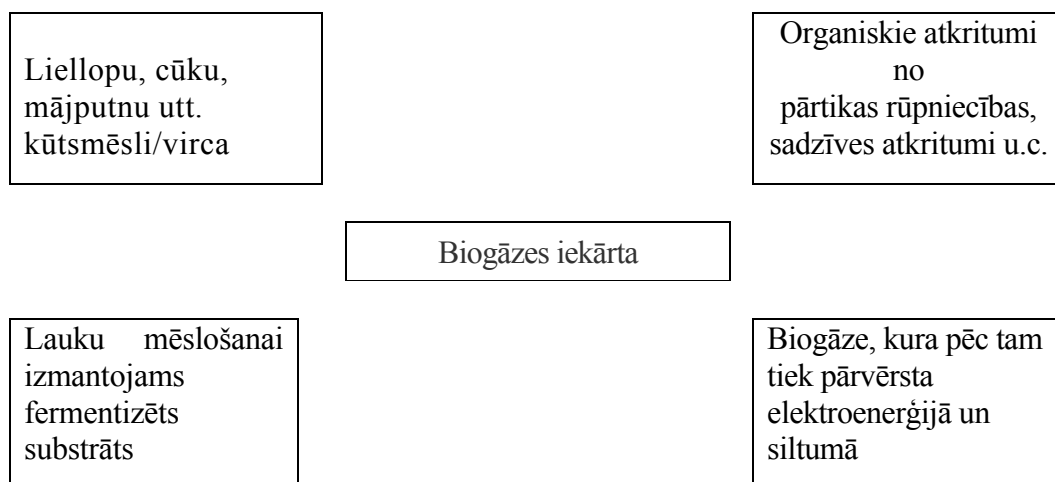 Liellopu, cūku,
mājputnu utt.
kūtsmēsli/virca
Organiskie atkritumi
no
pārtikas rūpniecības,
sadzīves atkritumi u.c.
Biogāzes iekārta
Lauku mēslošanai
izmantojams
fermentizēts
substrāts
Biogāze, kura pēc tam
tiek pārvērsta
elektroenerģijā un
siltumā